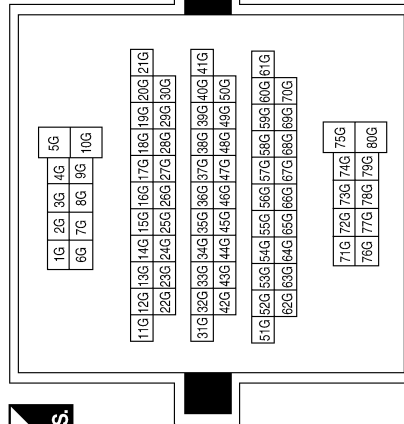 1G 2G 3G 4G 5G
6G 7G 8G 9G 10G
11G 12G 13G 14G 15G 16G 17G 18G 19G 20G 21G
22G 23G 24G 25G 26G 27G 28G 29G 30G
31G 32G 33G 34G 35G 36G 37G 38G 39G 40G 41G
42G 43G 44G 45G 46G 47G 48G 49G 50G
51G 52G 53G 54G 55G 56G 57G 58G 59G 60G 61G
62G 63G 64G 65G 66G 67G 68G 69G 70G
71G 72G 73G 74G 75G
76G 77G 78G 79G 80G
S.